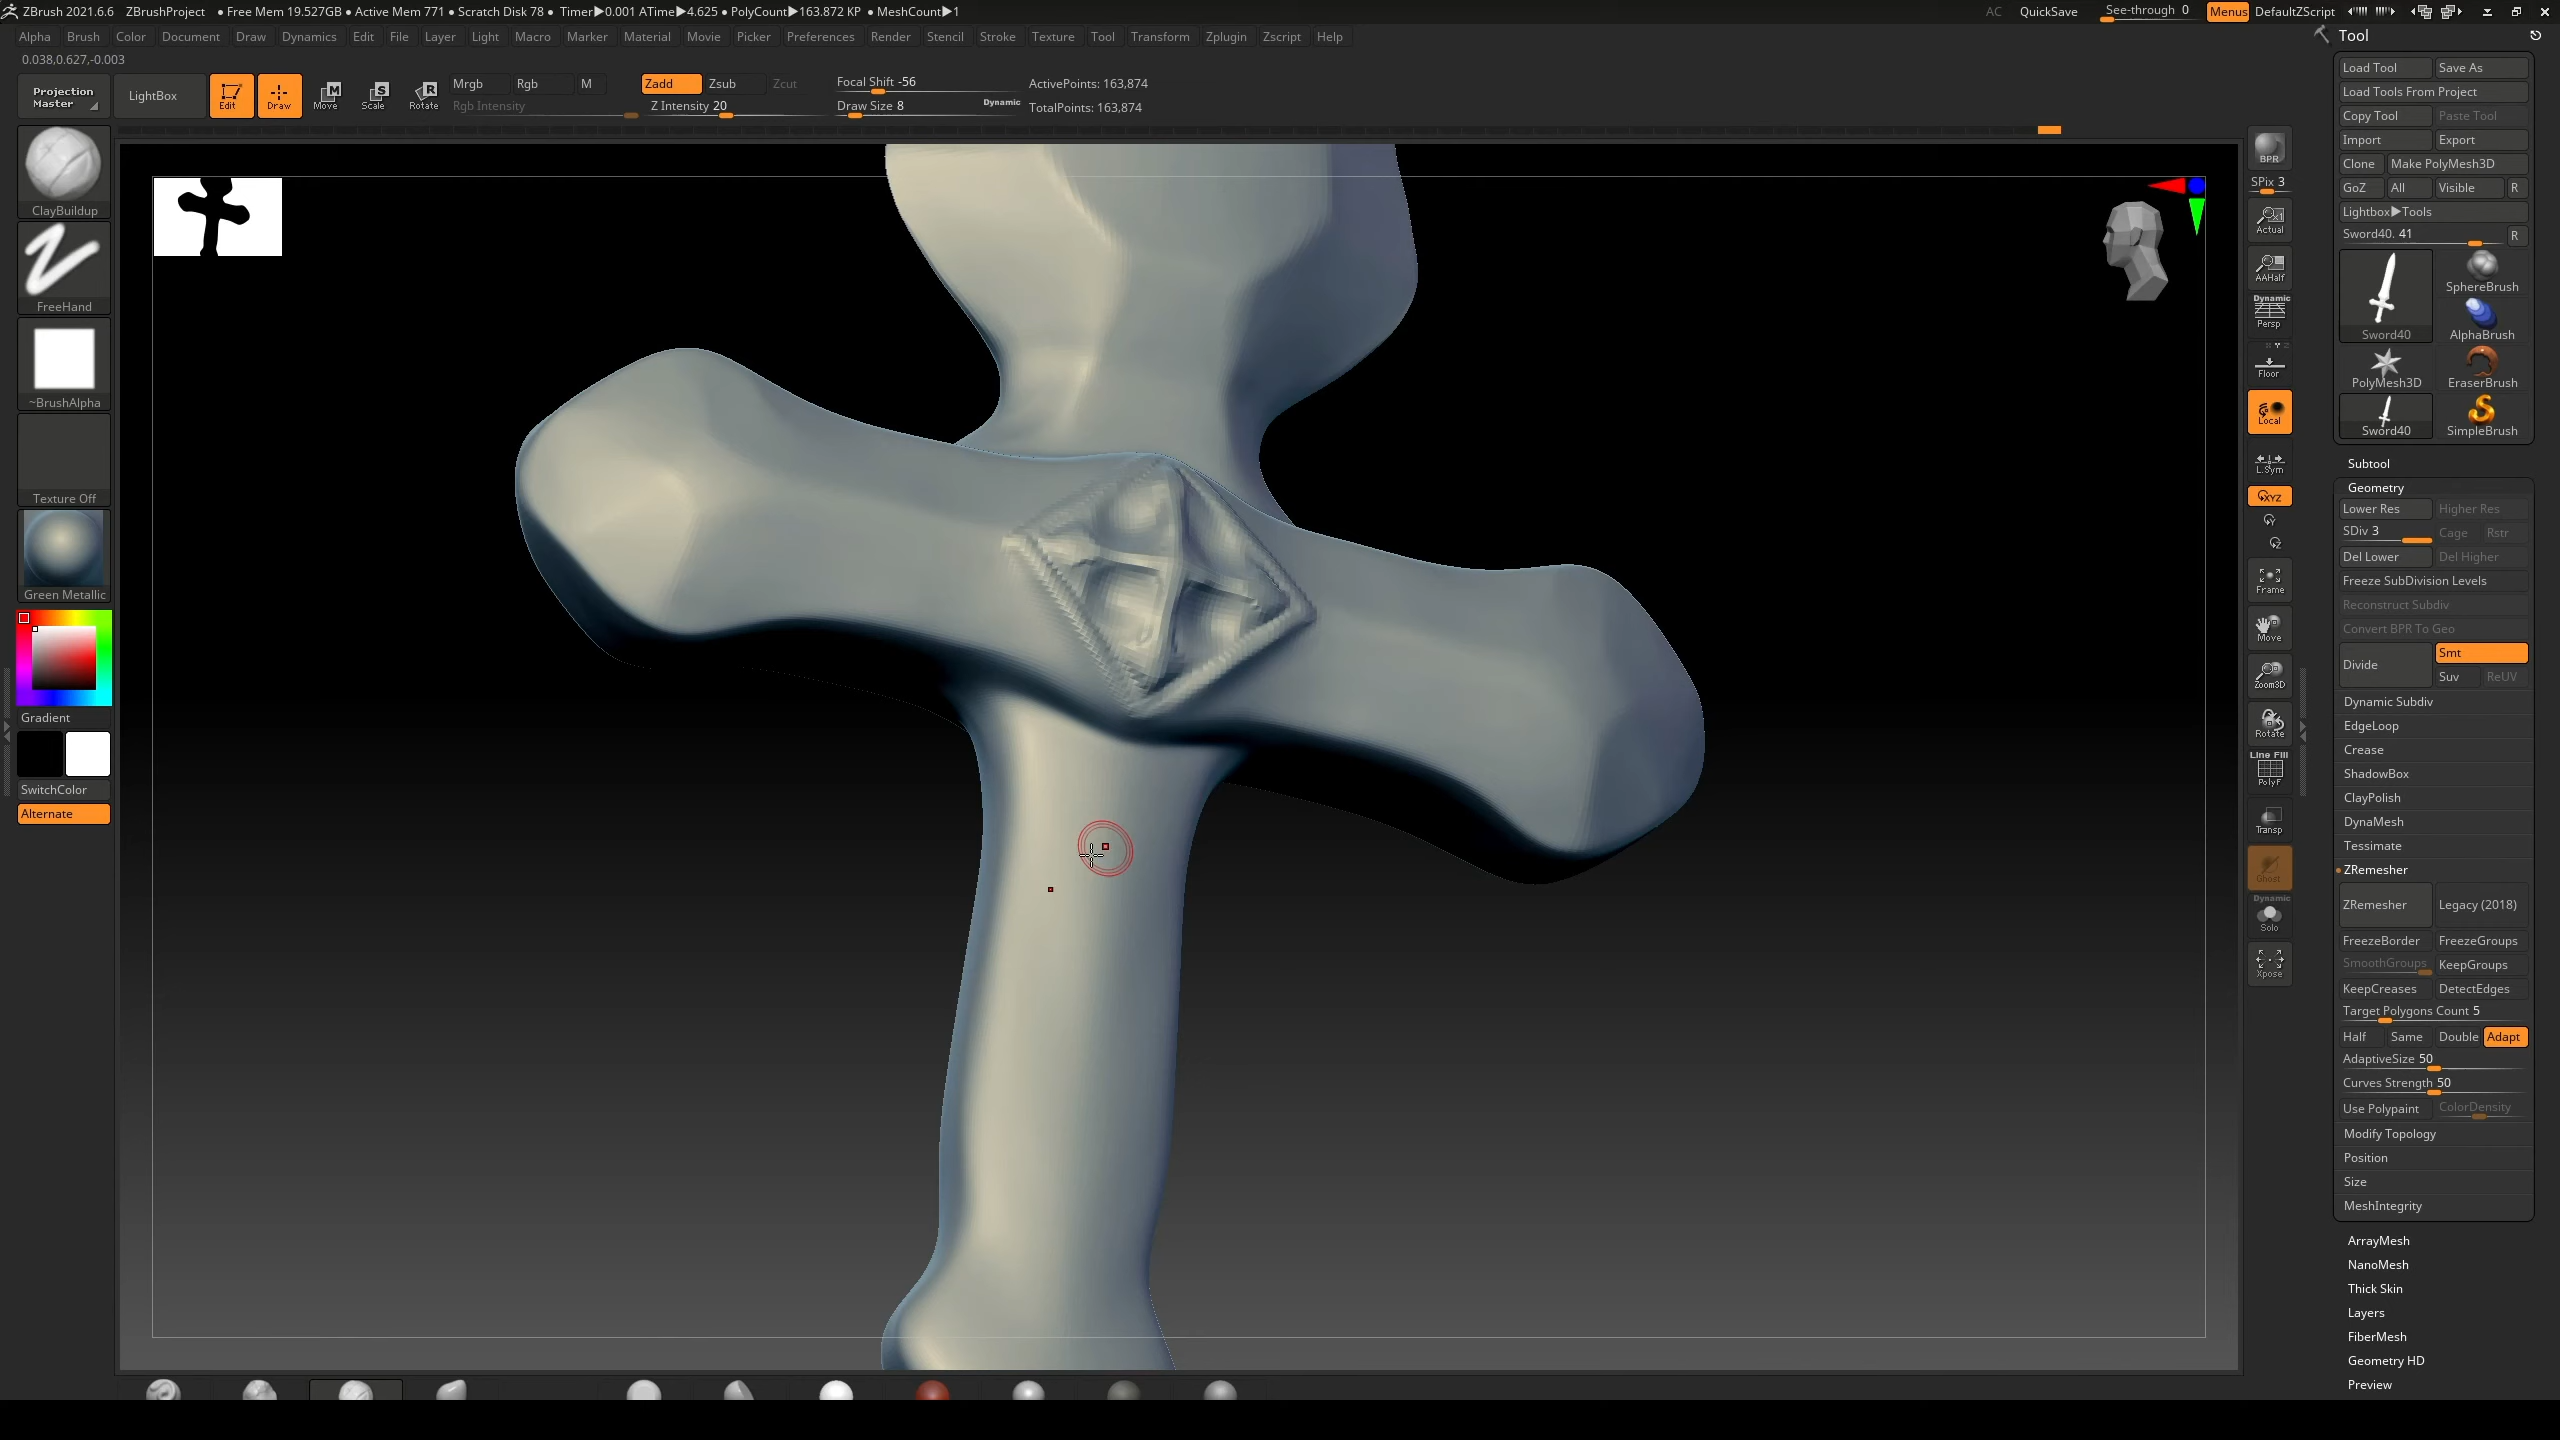 ZBrush 2021.6.6 ZBrushProject ● Free Mem 19.527GB ● Active Mem 771 ● Scratch Disk 78 ● Timer▶0.001 ATime▶4.625 ● PolyCount▶163.872 KP ● MeshCount▶1 AC QuickSave See-through 0 Menus DefaultZScript
Alpha Brush Color Document Draw Dynamics Edit File Layer Light Macro Marker Material Movie Picker Preferences Render Stencil Stroke Texture Tool Transform Zplugin Zscript Help
0.038,0.627,-0.003
Projection Master
LightBox
Edit
Draw
Move
Scale
Rotate
Mrgb Rgb M
Rgb Intensity
Zadd Zsub Zcut
Z Intensity 20
Focal Shift -56
Draw Size 8
Dynamic
ActivePoints: 163,874
TotalPoints: 163,874
ClayBuildup
FreeHand
~BrushAlpha
Texture Off
Green Metallic
Gradient
SwitchColor
Alternate
BPR
SPix 3
Actual
AAHalf
Dynamic
Persp
Floor
Local
L.Sym
XYZ
Frame
Move
Zoom3D
Rotate
Line Fill
PolyF
Transp
Ghost
Dynamic
Solo
Xpose
Tool
Load Tool Save As
Load Tools From Project
Copy Tool Paste Tool
Import Export
Clone Make PolyMesh3D
GoZ All Visible R
Lightbox▶Tools
Sword40. 41 R
Sword40
SphereBrush
AlphaBrush
PolyMesh3D
EraserBrush
Sword40
SimpleBrush
Subtool
Geometry
Lower Res Higher Res
SDiv 3 Cage Rstr
Del Lower Del Higher
Freeze SubDivision Levels
Reconstruct Subdiv
Convert BPR To Geo
Divide
Smt
Suv ReUV
Dynamic Subdiv
EdgeLoop
Crease
ShadowBox
ClayPolish
DynaMesh
Tessimate
ZRemesher
ZRemesher Legacy (2018)
FreezeBorder FreezeGroups
SmoothGroups KeepGroups
KeepCreases DetectEdges
Target Polygons Count 5
Half Same Double Adapt
AdaptiveSize 50
Curves Strength 50
Use Polypaint ColorDensity
Modify Topology
Position
Size
MeshIntegrity
ArrayMesh
NanoMesh
Thick Skin
Layers
FiberMesh
Geometry HD
Preview